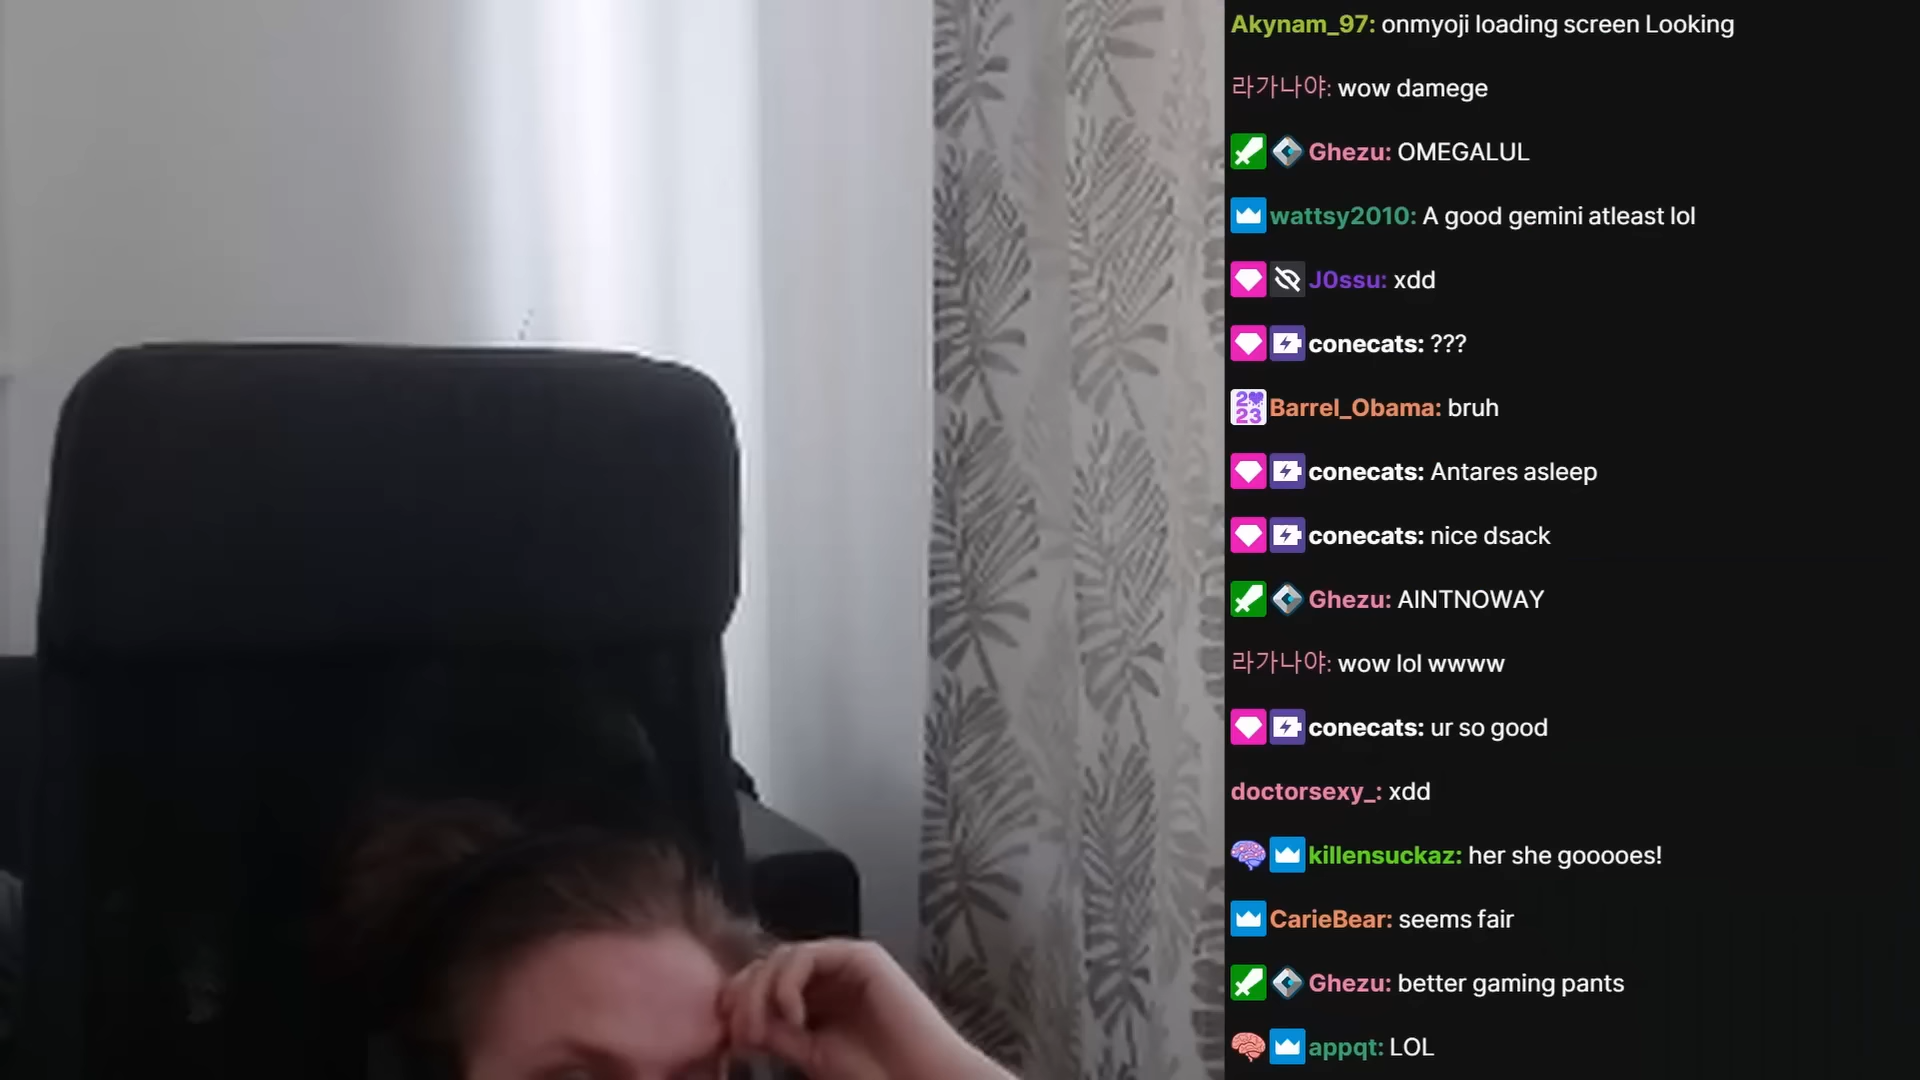 Akynam_97: onmyoji loading screen Looking
라가나야: wow damege
Ghezu: OMEGALUL
wattsy2010: A good gemini atleast lol
J0ssu: xdd
conecats: ???
2023 Barrel_Obama: bruh
conecats: Antares asleep
conecats: nice dsack
Ghezu: AINTNOWAY
라가나야: wow lol wwww
conecats: ur so good
doctorsexy_: xdd
killensuckaz: her she gooooes!
CarieBear: seems fair
Ghezu: better gaming pants
appqt: LOL